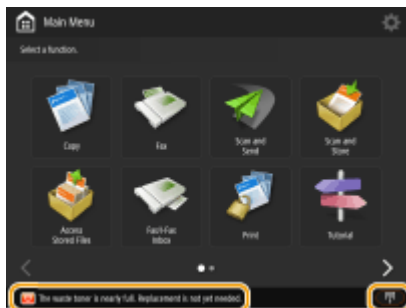 Main Menu
Select a function.
Copy
Fax
Scan and
Send
Scan and
Store
Access
Stored Files
Fax/I-Fax
Inbox
Print
Tutorial
The waste toner is nearly full. Replacement is not yet needed.